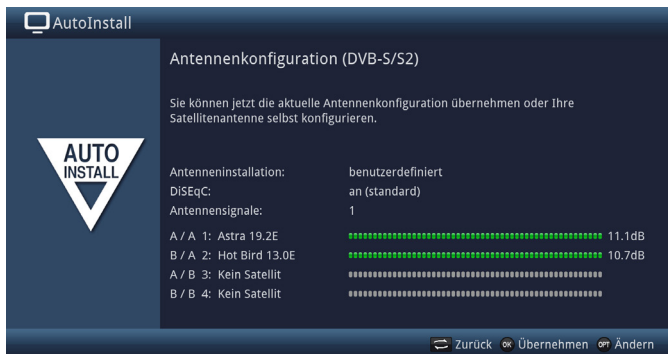 AutoInstall
Antennenkonfiguration (DVB-S/S2)
Sie können jetzt die aktuelle Antennenkonfiguration übernehmen oder Ihre
Satellitenantenne selbst konfigurieren.
AUTO
INSTALL
Antenneninstallation: benutzerdefiniert
DiSEqC: an (standard)
Antennensignale: 1
A / A 1: Astra 19.2E 11.1dB
B / A 2: Hot Bird 13.0E 10.7dB
A / B 3: Kein Satellit
B / B 4: Kein Satellit
Zurück OK Übernehmen OPT Ändern